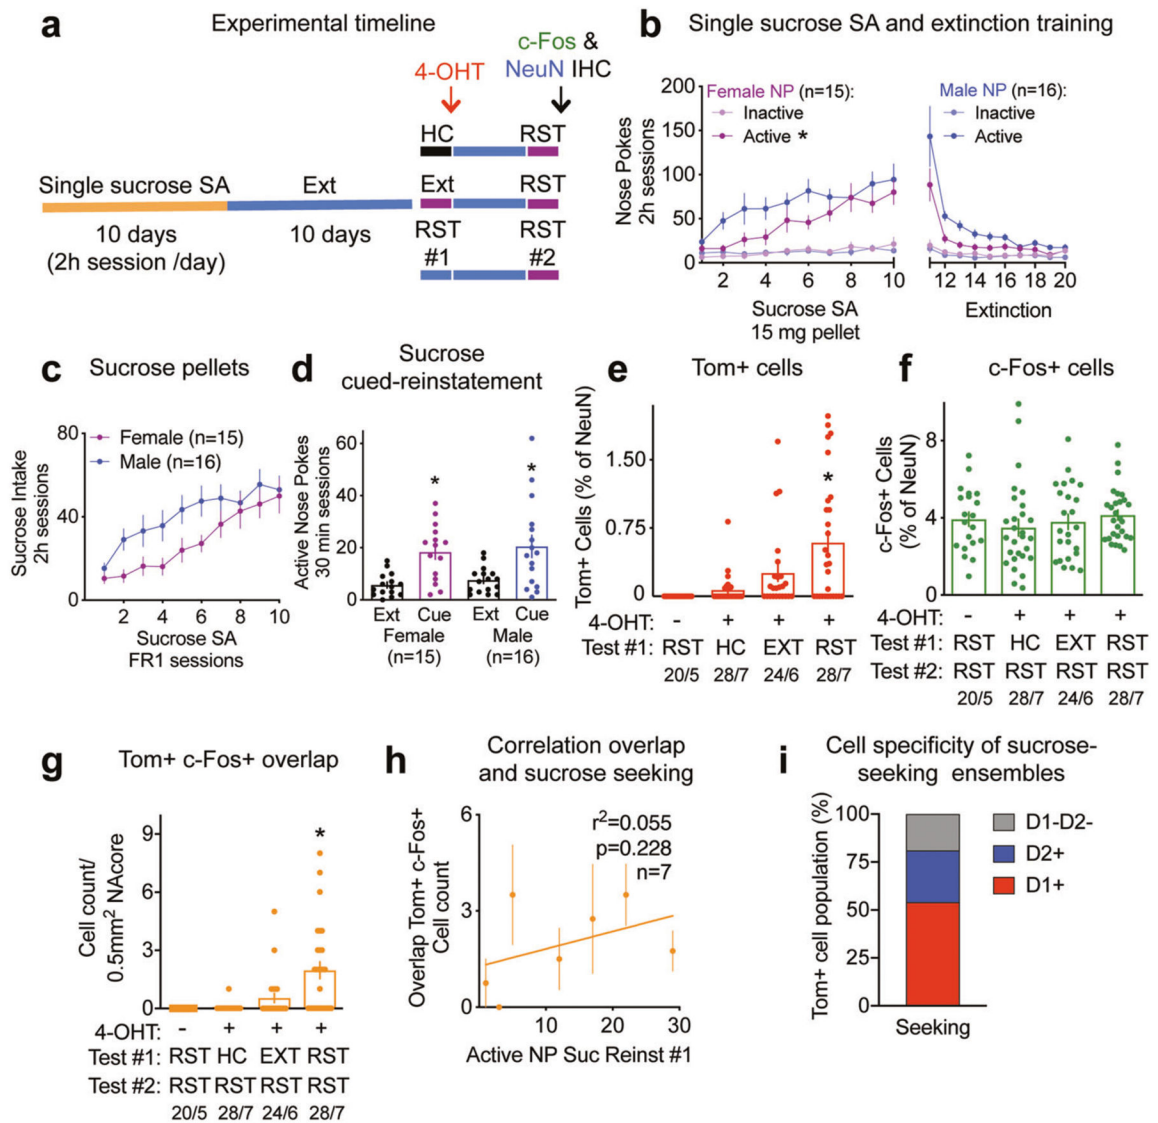 a
Experimental timeline
c-Fos &
4-OHT
NeuN IHC
HC
RST
Single sucrose SA
Ext
Ext
RST
10 days
10 days
(2h session /day)
RST
RST
#1
#2
b
Single sucrose SA and extinction training
Nose Pokes
2h sessions
200
150
100
50
0
Female NP (n=15):
Inactive
Active *
Male NP (n=16):
Inactive
Active
2 4 6 8 10
12 14 16 18 20
Sucrose SA
15 mg pellet
Extinction
c
Sucrose pellets
Sucrose Intake
2h sessions
80
40
0
Female (n=15)
Male (n=16)
2 4 6 8 10
Sucrose SA
FR1 sessions
d
Sucrose
cued-reinstatement
Active Nose Pokes
30 min sessions
60
40
20
0
* *
Ext Cue Ext Cue
Female Male
(n=15) (n=16)
e
Tom+ cells
Tom+ Cells (% of NeuN)
1.50
0.75
0
*
4-OHT: - + + +
Test #1: RST HC EXT RST
20/5 28/7 24/6 28/7
f
c-Fos+ cells
c-Fos+ Cells
(% of NeuN)
8
4
0
4-OHT: - + + +
Test #1: RST HC EXT RST
Test #2: RST RST RST RST
20/5 28/7 24/6 28/7
g
Tom+ c-Fos+ overlap
Cell count/
0.5mm² NAcore
9
6
3
0
*
4-OHT: - + + +
Test #1: RST HC EXT RST
Test #2: RST RST RST RST
20/5 28/7 24/6 28/7
h
Correlation overlap
and sucrose seeking
Overlap Tom+ c-Fos+
Cell count
6
3
0
r²=0.055
p=0.228
n=7
10 20 30
Active NP Suc Reinst #1
i
Cell specificity of sucrose-
seeking ensembles
Tom+ cell population (%)
100
75
50
25
0
D1-D2-
D2+
D1+
Seeking